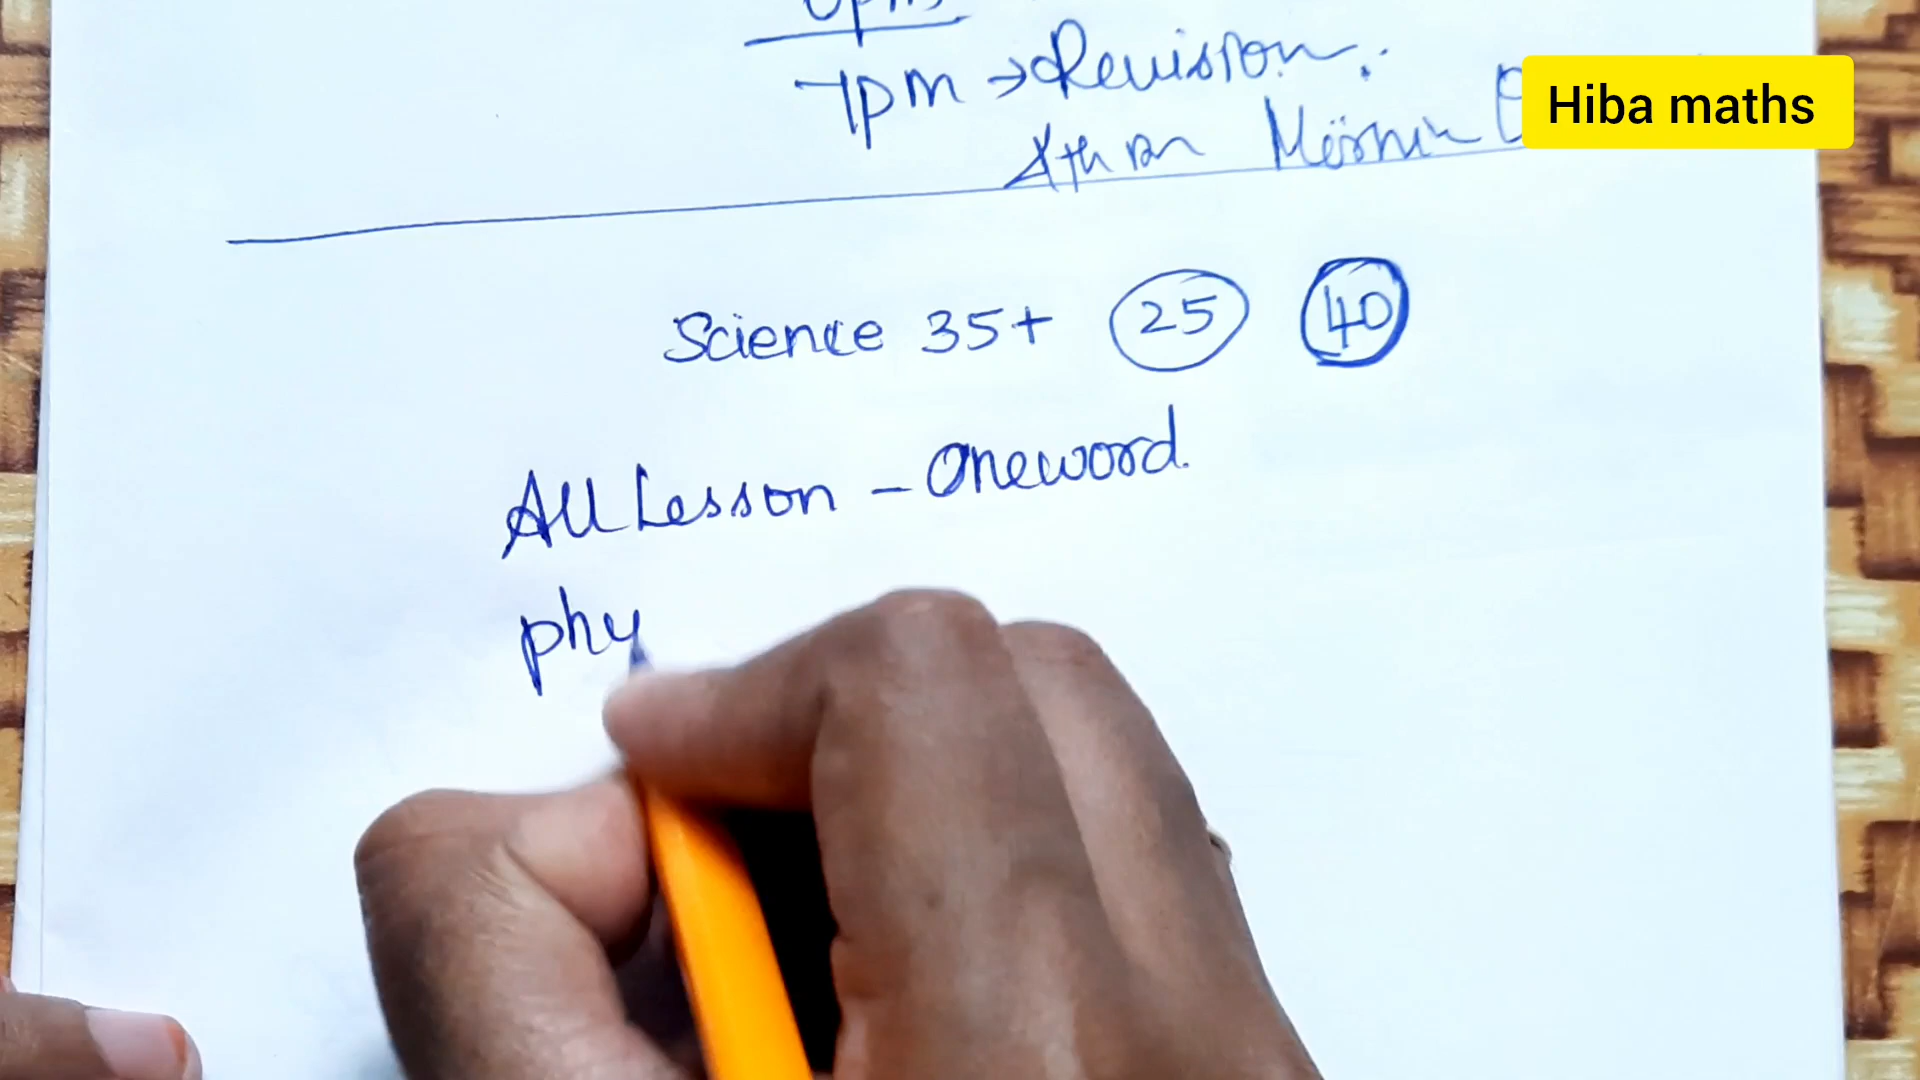 7pm → Revision.
Hiba maths
Science 35+ 25 40
All Lesson - Oneword.
phy